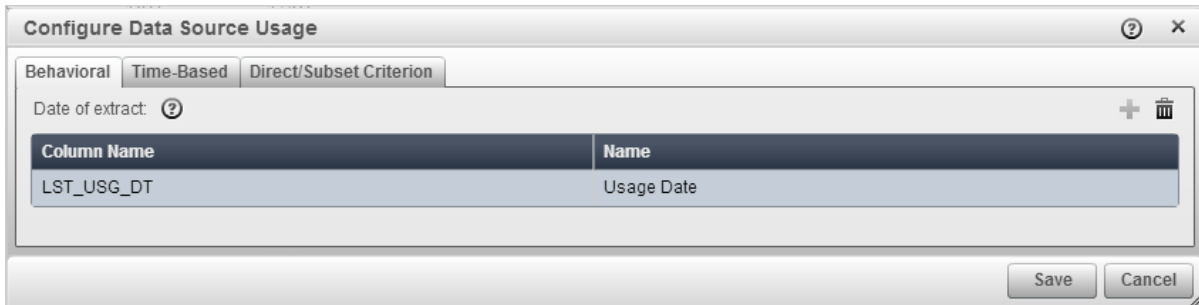 Configure Data Source Usage
Behavioral Time-Based Direct/Subset Criterion
Date of extract:
Column Name Name
LST_USG_DT Usage Date
Save Cancel